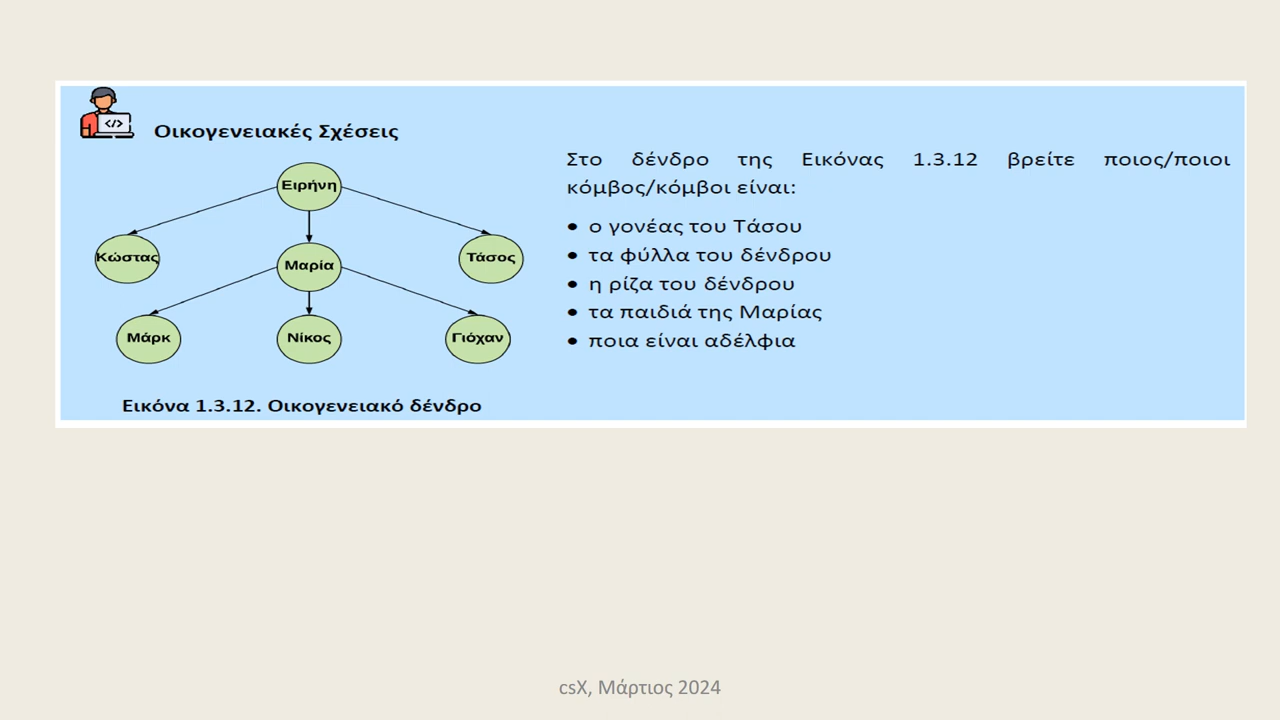 </>
Οικογενειακές Σχέσεις
Ειρήνη
Κώστας
Μαρία
Τάσος
Μάρκ
Νίκος
Γιόχαν
Εικόνα 1.3.12. Οικογενειακό δένδρο
Στο δένδρο της Εικόνας 1.3.12 βρείτε ποιος/ποιοι
κόμβος/κόμβοι είναι:
• ο γονέας του Τάσου
• τα φύλλα του δένδρου
• η ρίζα του δένδρου
• τα παιδιά της Μαρίας
• ποια είναι αδέλφια
csX, Μάρτιος 2024